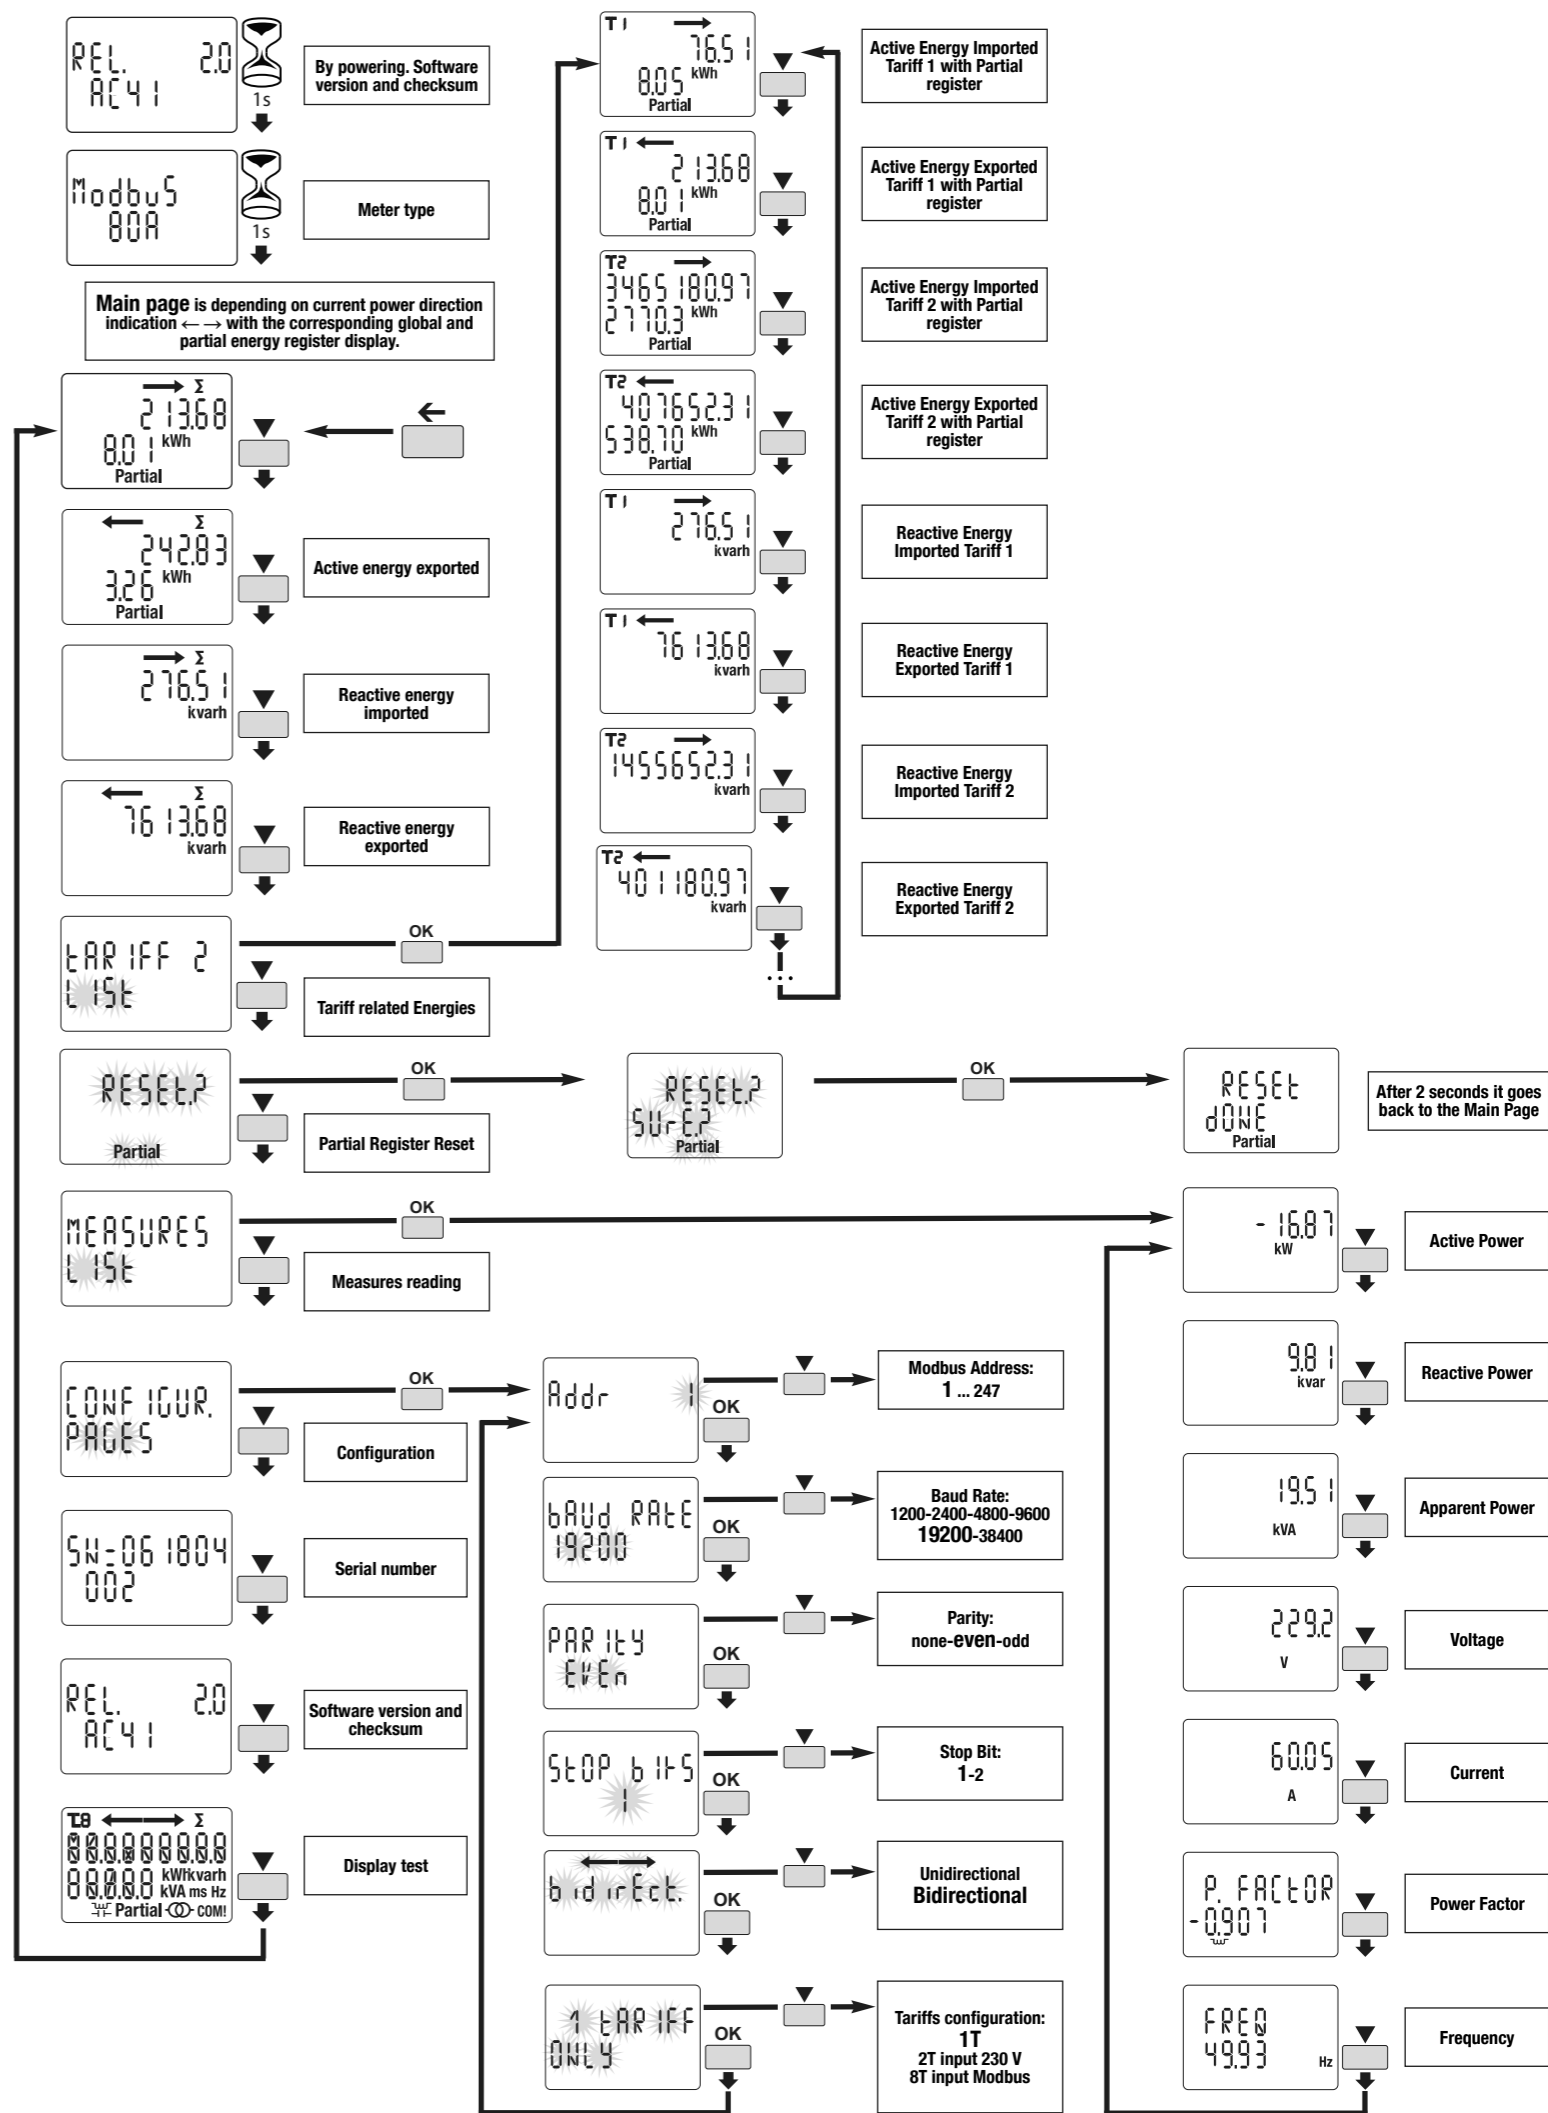 REL. 2.0
AC41
1s
By powering. Software
version and checksum
ModbuS
80A
1s
Meter type
Main page is depending on current power direction
indication ← → with the corresponding global and
partial energy register display.
→ Σ
213.68
8.01 kWh
Partial
←
← Σ
242.83
3.26 kWh
Partial
Active energy exported
→ Σ
276.51
kvarh
Reactive energy
imported
← Σ
7613.68
kvarh
Reactive energy
exported
tARIFF 2
LISt
OK
Tariff related Energies
T1 →
76.51
8.05 kWh
Partial
Active Energy Imported
Tariff 1 with Partial
register
T1 ←
213.68
8.01 kWh
Partial
Active Energy Exported
Tariff 1 with Partial
register
T2 →
3465180.97
2770.3 kWh
Partial
Active Energy Imported
Tariff 2 with Partial
register
T2 ←
407652.31
538.70 kWh
Partial
Active Energy Exported
Tariff 2 with Partial
register
T1 →
276.51
kvarh
Reactive Energy
Imported Tariff 1
T1 ←
7613.68
kvarh
Reactive Energy
Exported Tariff 1
T2 →
1455652.31
kvarh
Reactive Energy
Imported Tariff 2
T2 ←
401180.97
kvarh
Reactive Energy
Exported Tariff 2
...
RESEt.?
Partial
OK
Partial Register Reset
RESEt.?
SUrE.?
Partial
OK
RESEt
dONE
Partial
After 2 seconds it goes
back to the Main Page
MEASURES
LISt
OK
Measures reading
-16.87
kW
Active Power
9.81
kvar
Reactive Power
19.51
kVA
Apparent Power
229.2
V
Voltage
60.05
A
Current
P. FACtOR
-0.907
Power Factor
FREQ
49.93 Hz
Frequency
CONFIGUR.
PAGES
OK
Configuration
Addr 1
OK
Modbus Address:
1 ... 247
bAUd RAtE
19200
OK
Baud Rate:
1200-2400-4800-9600
19200-38400
PARItY
EVEn
OK
Parity:
none-even-odd
StOP bItS
1
OK
Stop Bit:
1-2
bidirEct.
OK
Unidirectional
Bidirectional
1 tARIFF
ONLY
OK
Tariffs configuration:
1T
2T input 230 V
8T input Modbus
SN-061804
002
Serial number
REL. 2.0
AC41
Software version and
checksum
T.8 ←→ Σ
kWhkvarh
kVA ms Hz
Partial COM!
Display test